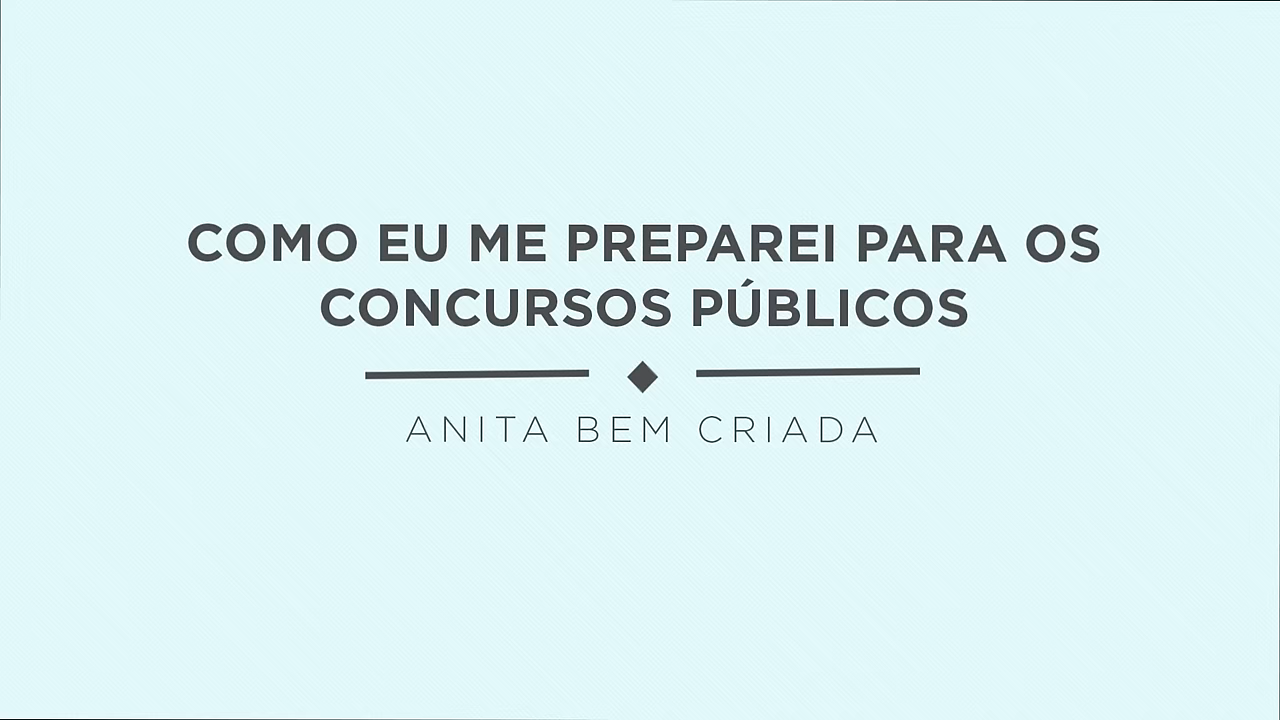 COMO EU ME PREPAREI PARA OS
CONCURSOS PÚBLICOS
ANITA BEM CRIADA